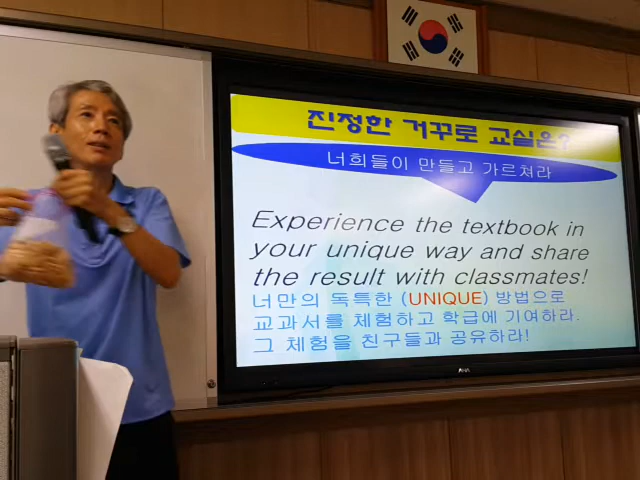 진정한 거꾸로 교실은?
너희들이 만들고 가르쳐라
Experience the textbook in
your unique way and share
the result with classmates!
너만의 독특한 (UNIQUE) 방법으로
교과서를 체험하고 학급에 기여하라.
그 체험을 친구들과 공유하라!